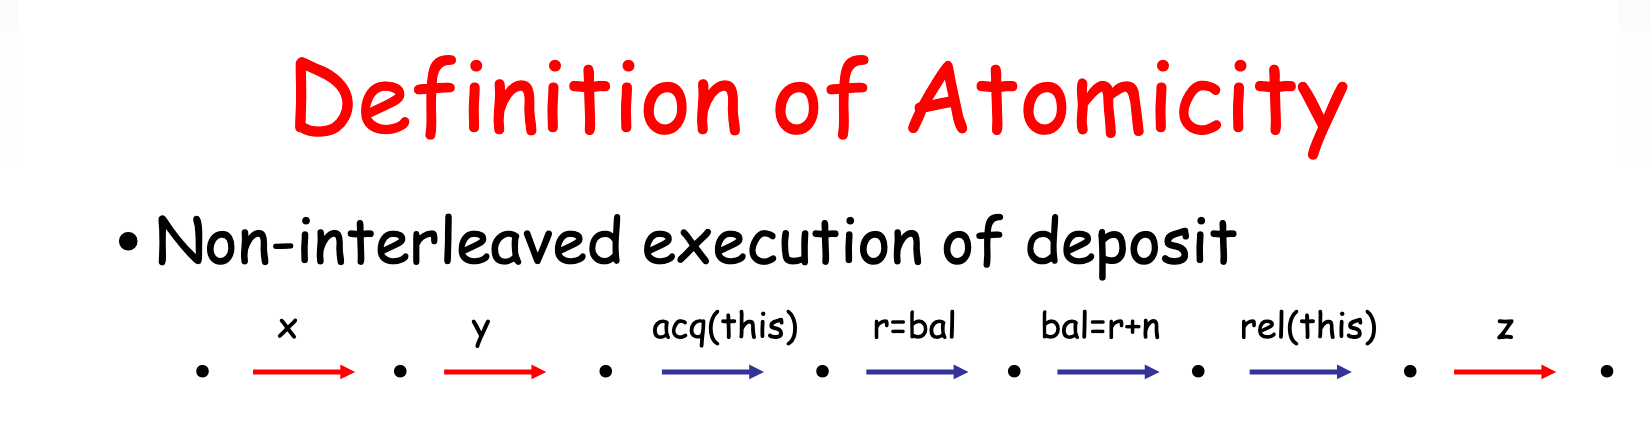 Definition of Atomicity
• Non-interleaved execution of deposit
x y acq(this) r=bal bal=r+n rel(this) z